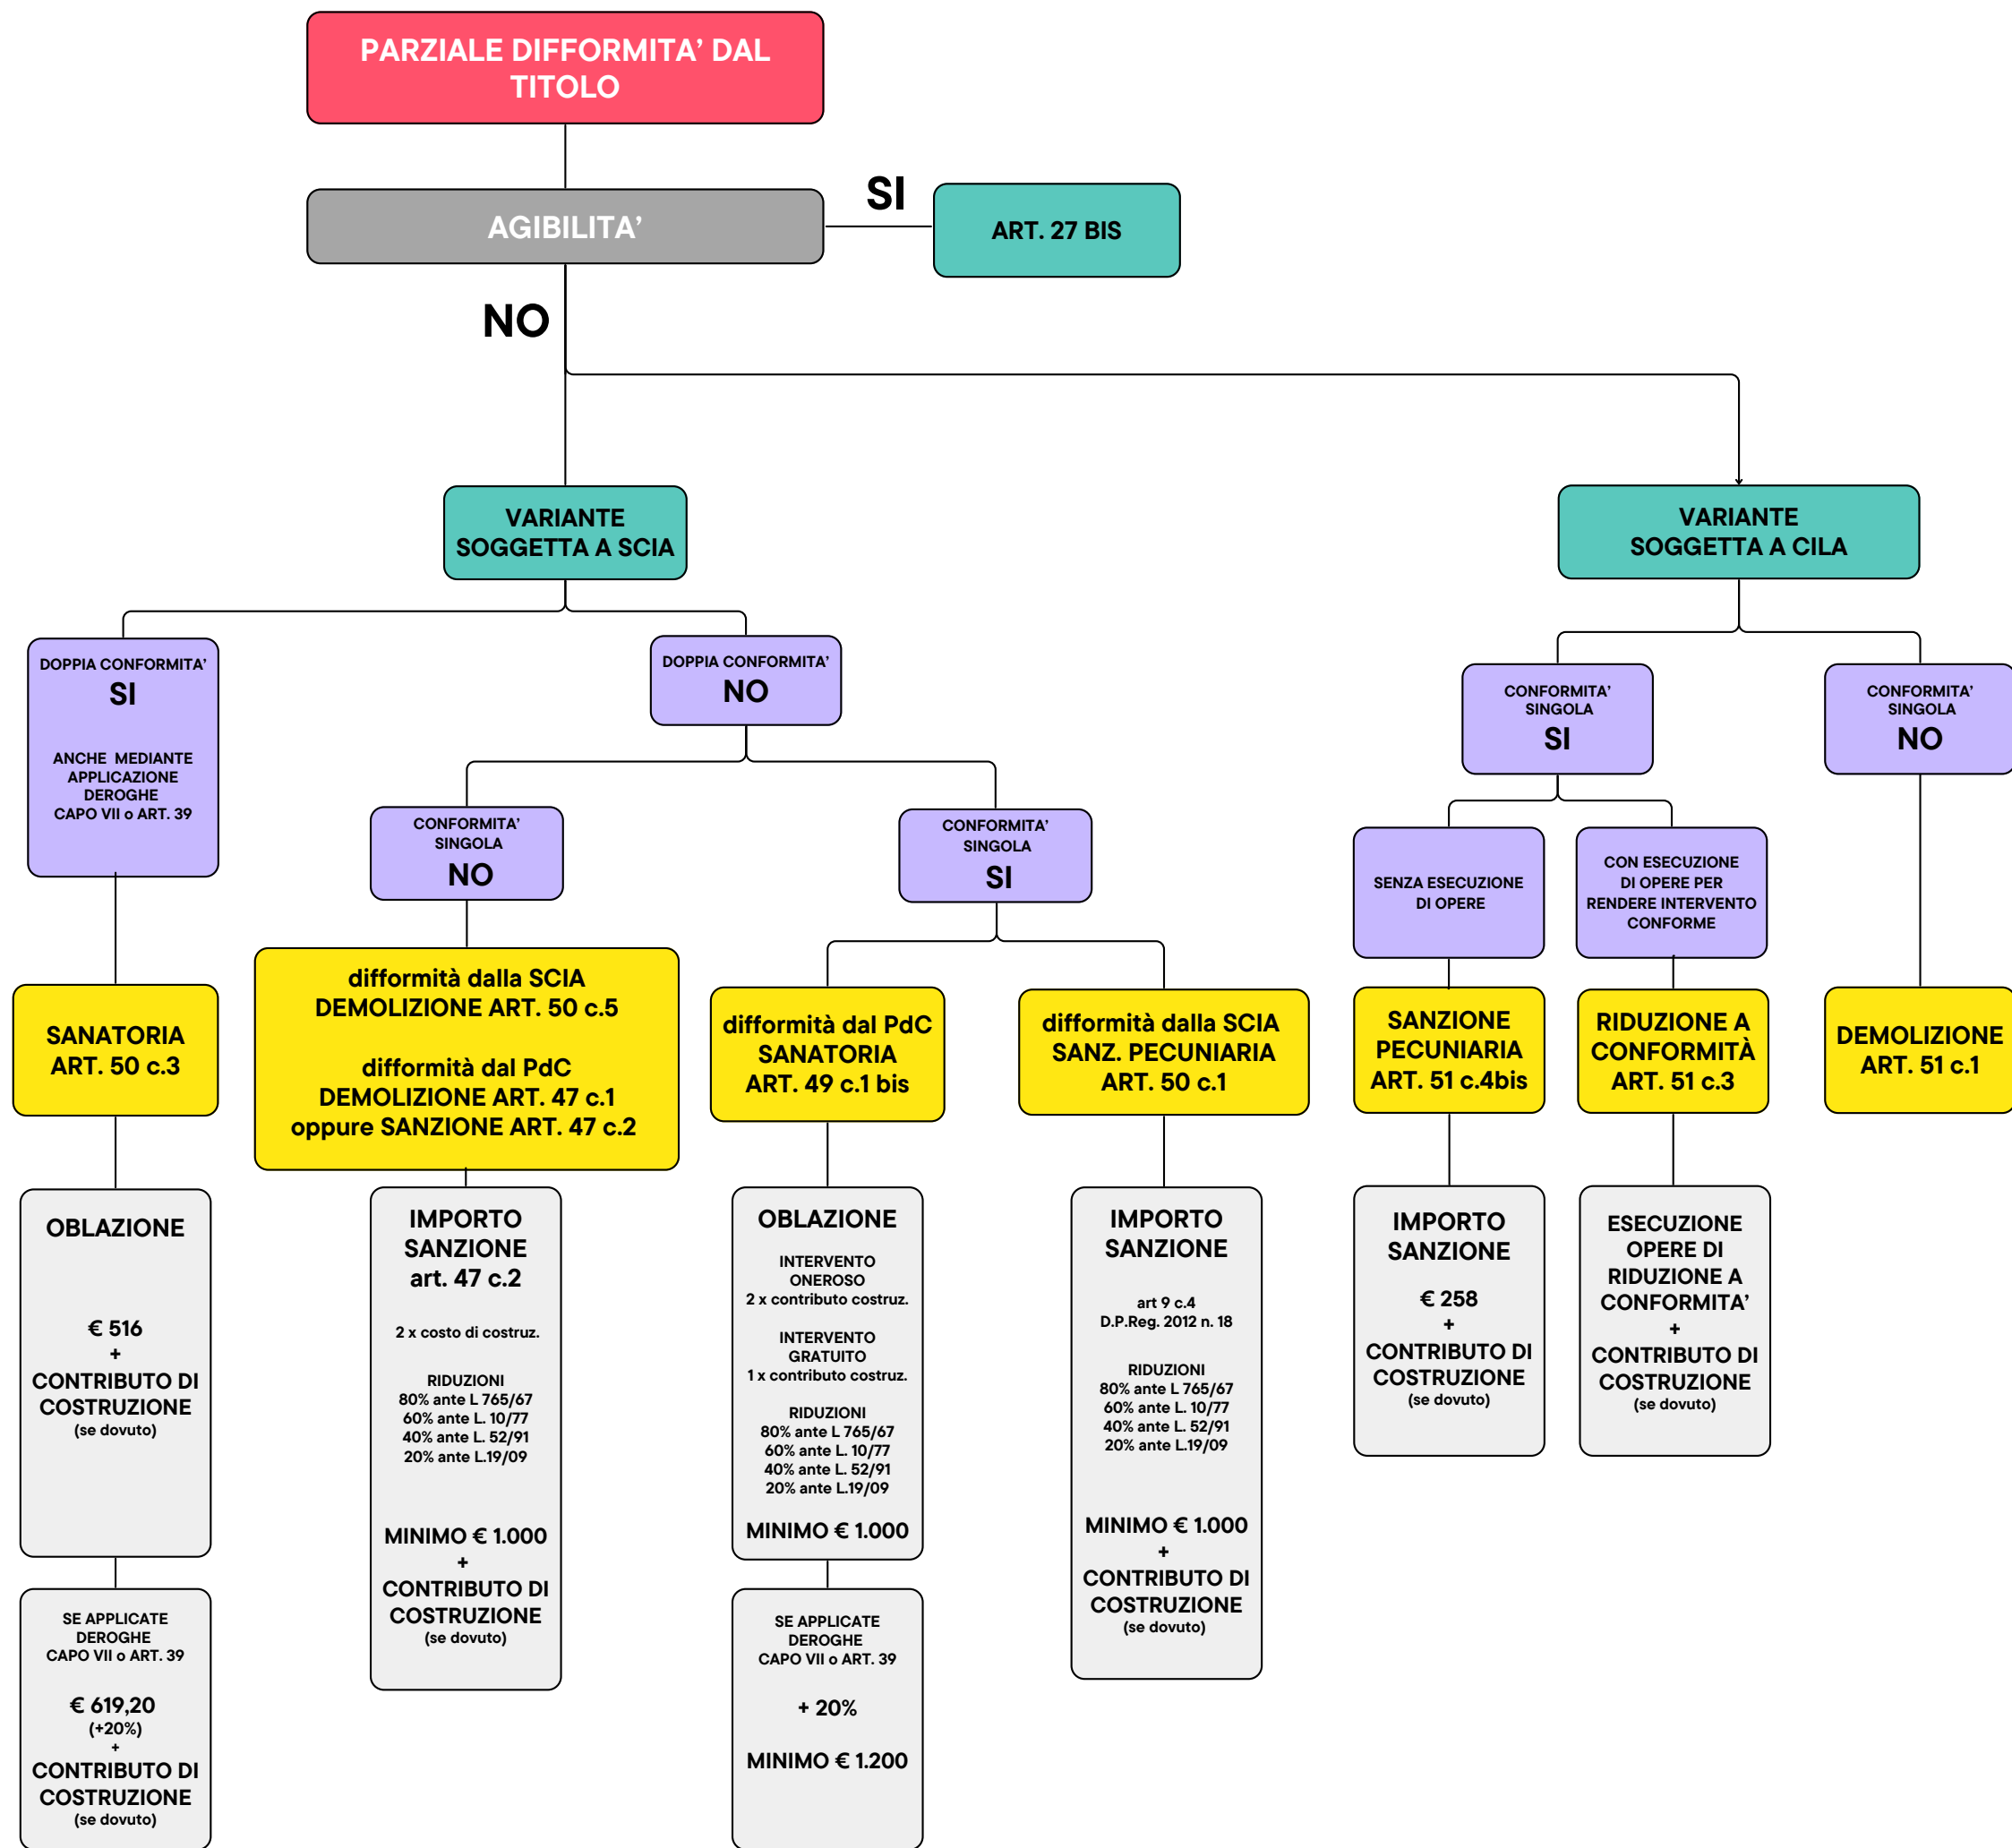 PARZIALE DIFFORMITA' DAL
TITOLO
AGIBILITA'
SI
ART. 27 BIS
NO
VARIANTE
SOGGETTA A SCIA
VARIANTE
SOGGETTA A CILA
DOPPIA CONFORMITA'
SI
ANCHE MEDIANTE
APPLICAZIONE
DEROGHE
CAPO VII o ART. 39
DOPPIA CONFORMITA'
NO
CONFORMITA'
SINGOLA
SI
CONFORMITA'
SINGOLA
NO
CONFORMITA'
SINGOLA
NO
CONFORMITA'
SINGOLA
SI
SENZA ESECUZIONE
DI OPERE
CON ESECUZIONE
DI OPERE PER
RENDERE INTERVENTO
CONFORME
SANATORIA
ART. 50 c.3
difformità dalla SCIA
DEMOLIZIONE ART. 50 c.5
difformità dal PdC
DEMOLIZIONE ART. 47 c.1
oppure SANZIONE ART. 47 c.2
difformità dal PdC
SANATORIA
ART. 49 c.1 bis
difformità dalla SCIA
SANZ. PECUNIARIA
ART. 50 c.1
SANZIONE
PECUNIARIA
ART. 51 c.4bis
RIDUZIONE A
CONFORMITÀ
ART. 51 c.3
DEMOLIZIONE
ART. 51 c.1
OBLAZIONE
€ 516
+
CONTRIBUTO DI
COSTRUZIONE
(se dovuto)
IMPORTO
SANZIONE
art. 47 c.2
2 x costo di costruz.
RIDUZIONI
80% ante L 765/67
60% ante L. 10/77
40% ante L. 52/91
20% ante L.19/09
MINIMO € 1.000
+
CONTRIBUTO DI
COSTRUZIONE
(se dovuto)
OBLAZIONE
INTERVENTO
ONEROSO
2 x contributo costruz.
INTERVENTO
GRATUITO
1 x contributo costruz.
RIDUZIONI
80% ante L 765/67
60% ante L. 10/77
40% ante L. 52/91
20% ante L.19/09
MINIMO € 1.000
IMPORTO
SANZIONE
art 9 c.4
D.P.Reg. 2012 n. 18
RIDUZIONI
80% ante L 765/67
60% ante L. 10/77
40% ante L. 52/91
20% ante L.19/09
MINIMO € 1.000
+
CONTRIBUTO DI
COSTRUZIONE
(se dovuto)
IMPORTO
SANZIONE
€ 258
+
CONTRIBUTO DI
COSTRUZIONE
(se dovuto)
ESECUZIONE
OPERE DI
RIDUZIONE A
CONFORMITA'
+
CONTRIBUTO DI
COSTRUZIONE
(se dovuto)
SE APPLICATE
DEROGHE
CAPO VII o ART. 39
€ 619,20
(+20%)
+
CONTRIBUTO DI
COSTRUZIONE
(se dovuto)
SE APPLICATE
DEROGHE
CAPO VII o ART. 39
+ 20%
MINIMO € 1.200